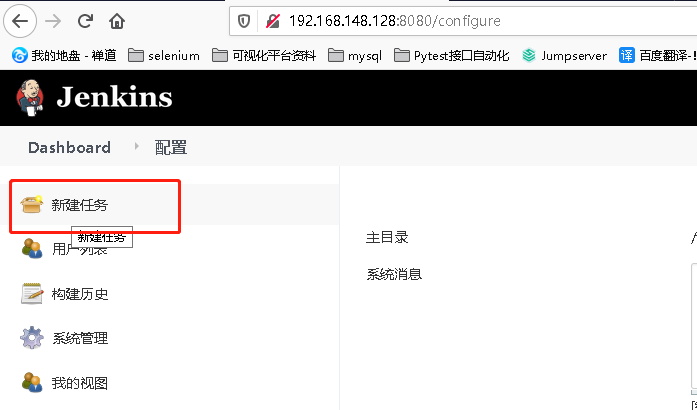 192.168.148.128:8080/configure
我的地盘 - 禅道 selenium 可视化平台资料 mysql Pytest接口自动化 Jumpserver 译 百度翻译-!
Jenkins
Dashboard 配置
新建任务
新建任务
用户列表
主目录 /
构建历史
系统消息
系统管理
我的视图